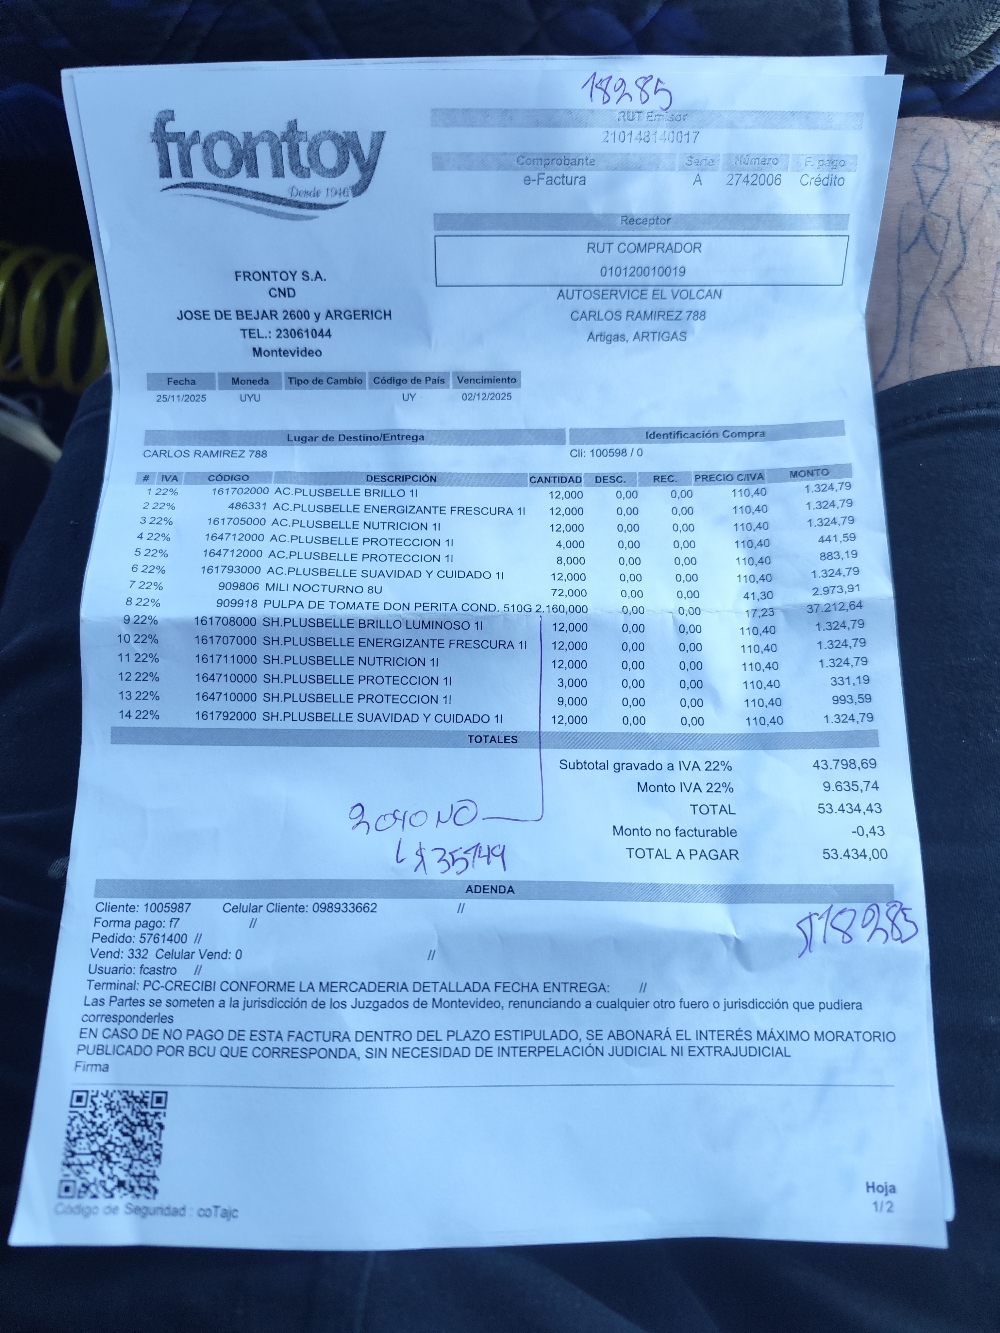 18285
frontoy
Desde 1946
RUT Emisor
210148140017
Comprobante Serie Número F. pago
e-Factura A 2742006 Crédito
Receptor
RUT COMPRADOR
010120010019
AUTOSERVICE EL VOLCAN
CARLOS RAMIREZ 788
Artigas, ARTIGAS
FRONTOY S.A.
CND
JOSE DE BEJAR 2600 y ARGERICH
TEL.: 23061044
Montevideo
Fecha Moneda Tipo de Cambio Código de País Vencimiento
25/11/2025 UYU UY 02/12/2025
Lugar de Destino/Entrega Identificación Compra
CARLOS RAMIREZ 788 Cli: 100598 / 0
# IVA CÓDIGO DESCRIPCIÓN CANTIDAD DESC. REC. PRECIO C/IVA MONTO
1 22% 161702000 AC.PLUSBELLE BRILLO 1l 12,000 0,00 0,00 110,40 1.324,79
2 22% 486331 AC.PLUSBELLE ENERGIZANTE FRESCURA 1l 12,000 0,00 0,00 110,40 1.324,79
3 22% 161705000 AC.PLUSBELLE NUTRICION 1l 12,000 0,00 0,00 110,40 1.324,79
4 22% 164712000 AC.PLUSBELLE PROTECCION 1l 4,000 0,00 0,00 110,40 441,59
5 22% 164712000 AC.PLUSBELLE PROTECCION 1l 8,000 0,00 0,00 110,40 883,19
6 22% 161793000 AC.PLUSBELLE SUAVIDAD Y CUIDADO 1l 12,000 0,00 0,00 110,40 1.324,79
7 22% 909806 MILI NOCTURNO 8U 72,000 0,00 0,00 41,30 2.973,91
8 22% 909918 PULPA DE TOMATE DON PERITA COND. 510G 2.160,000 0,00 0,00 17,23 37.212,64
9 22% 161708000 SH.PLUSBELLE BRILLO LUMINOSO 1l 12,000 0,00 0,00 110,40 1.324,79
10 22% 161707000 SH.PLUSBELLE ENERGIZANTE FRESCURA 1l 12,000 0,00 0,00 110,40 1.324,79
11 22% 161711000 SH.PLUSBELLE NUTRICION 1l 12,000 0,00 0,00 110,40 1.324,79
12 22% 164710000 SH.PLUSBELLE PROTECCION 1l 3,000 0,00 0,00 110,40 331,19
13 22% 164710000 SH.PLUSBELLE PROTECCION 1l 9,000 0,00 0,00 110,40 993,59
14 22% 161792000 SH.PLUSBELLE SUAVIDAD Y CUIDADO 1l 12,000 0,00 0,00 110,40 1.324,79
TOTALES
Subtotal gravado a IVA 22% 43.798,69
Monto IVA 22% 9.635,74
TOTAL 53.434,43
Monto no facturable -0,43
TOTAL A PAGAR 53.434,00
2040 NO
$35149
ADENDA
$18285
Cliente: 1005987 Celular Cliente: 098933662 //
Forma pago: f7 //
Pedido: 5761400 //
Vend: 332 Celular Vend: 0 //
Usuario: fcastro //
Terminal: PC-CRECIBI CONFORME LA MERCADERIA DETALLADA FECHA ENTREGA: //
Las Partes se someten a la jurisdicción de los Juzgados de Montevideo, renunciando a cualquier otro fuero o jurisdicción que pudiera
corresponderles
EN CASO DE NO PAGO DE ESTA FACTURA DENTRO DEL PLAZO ESTIPULADO, SE ABONARÁ EL INTERÉS MÁXIMO MORATORIO
PUBLICADO POR BCU QUE CORRESPONDA, SIN NECESIDAD DE INTERPELACIÓN JUDICIAL NI EXTRAJUDICIAL
Firma
Código de Seguridad : coTajc
Hoja
1/2